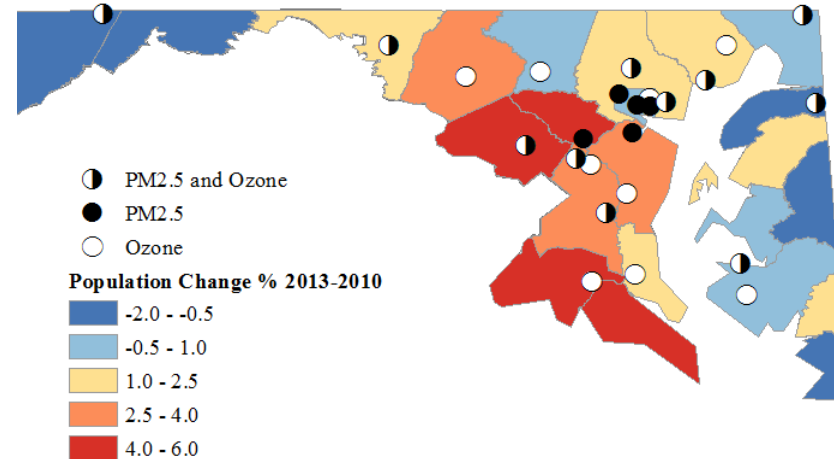 PM2.5 and Ozone
PM2.5
Ozone
Population Change % 2013-2010
-2.0 - -0.5
-0.5 - 1.0
1.0 - 2.5
2.5 - 4.0
4.0 - 6.0